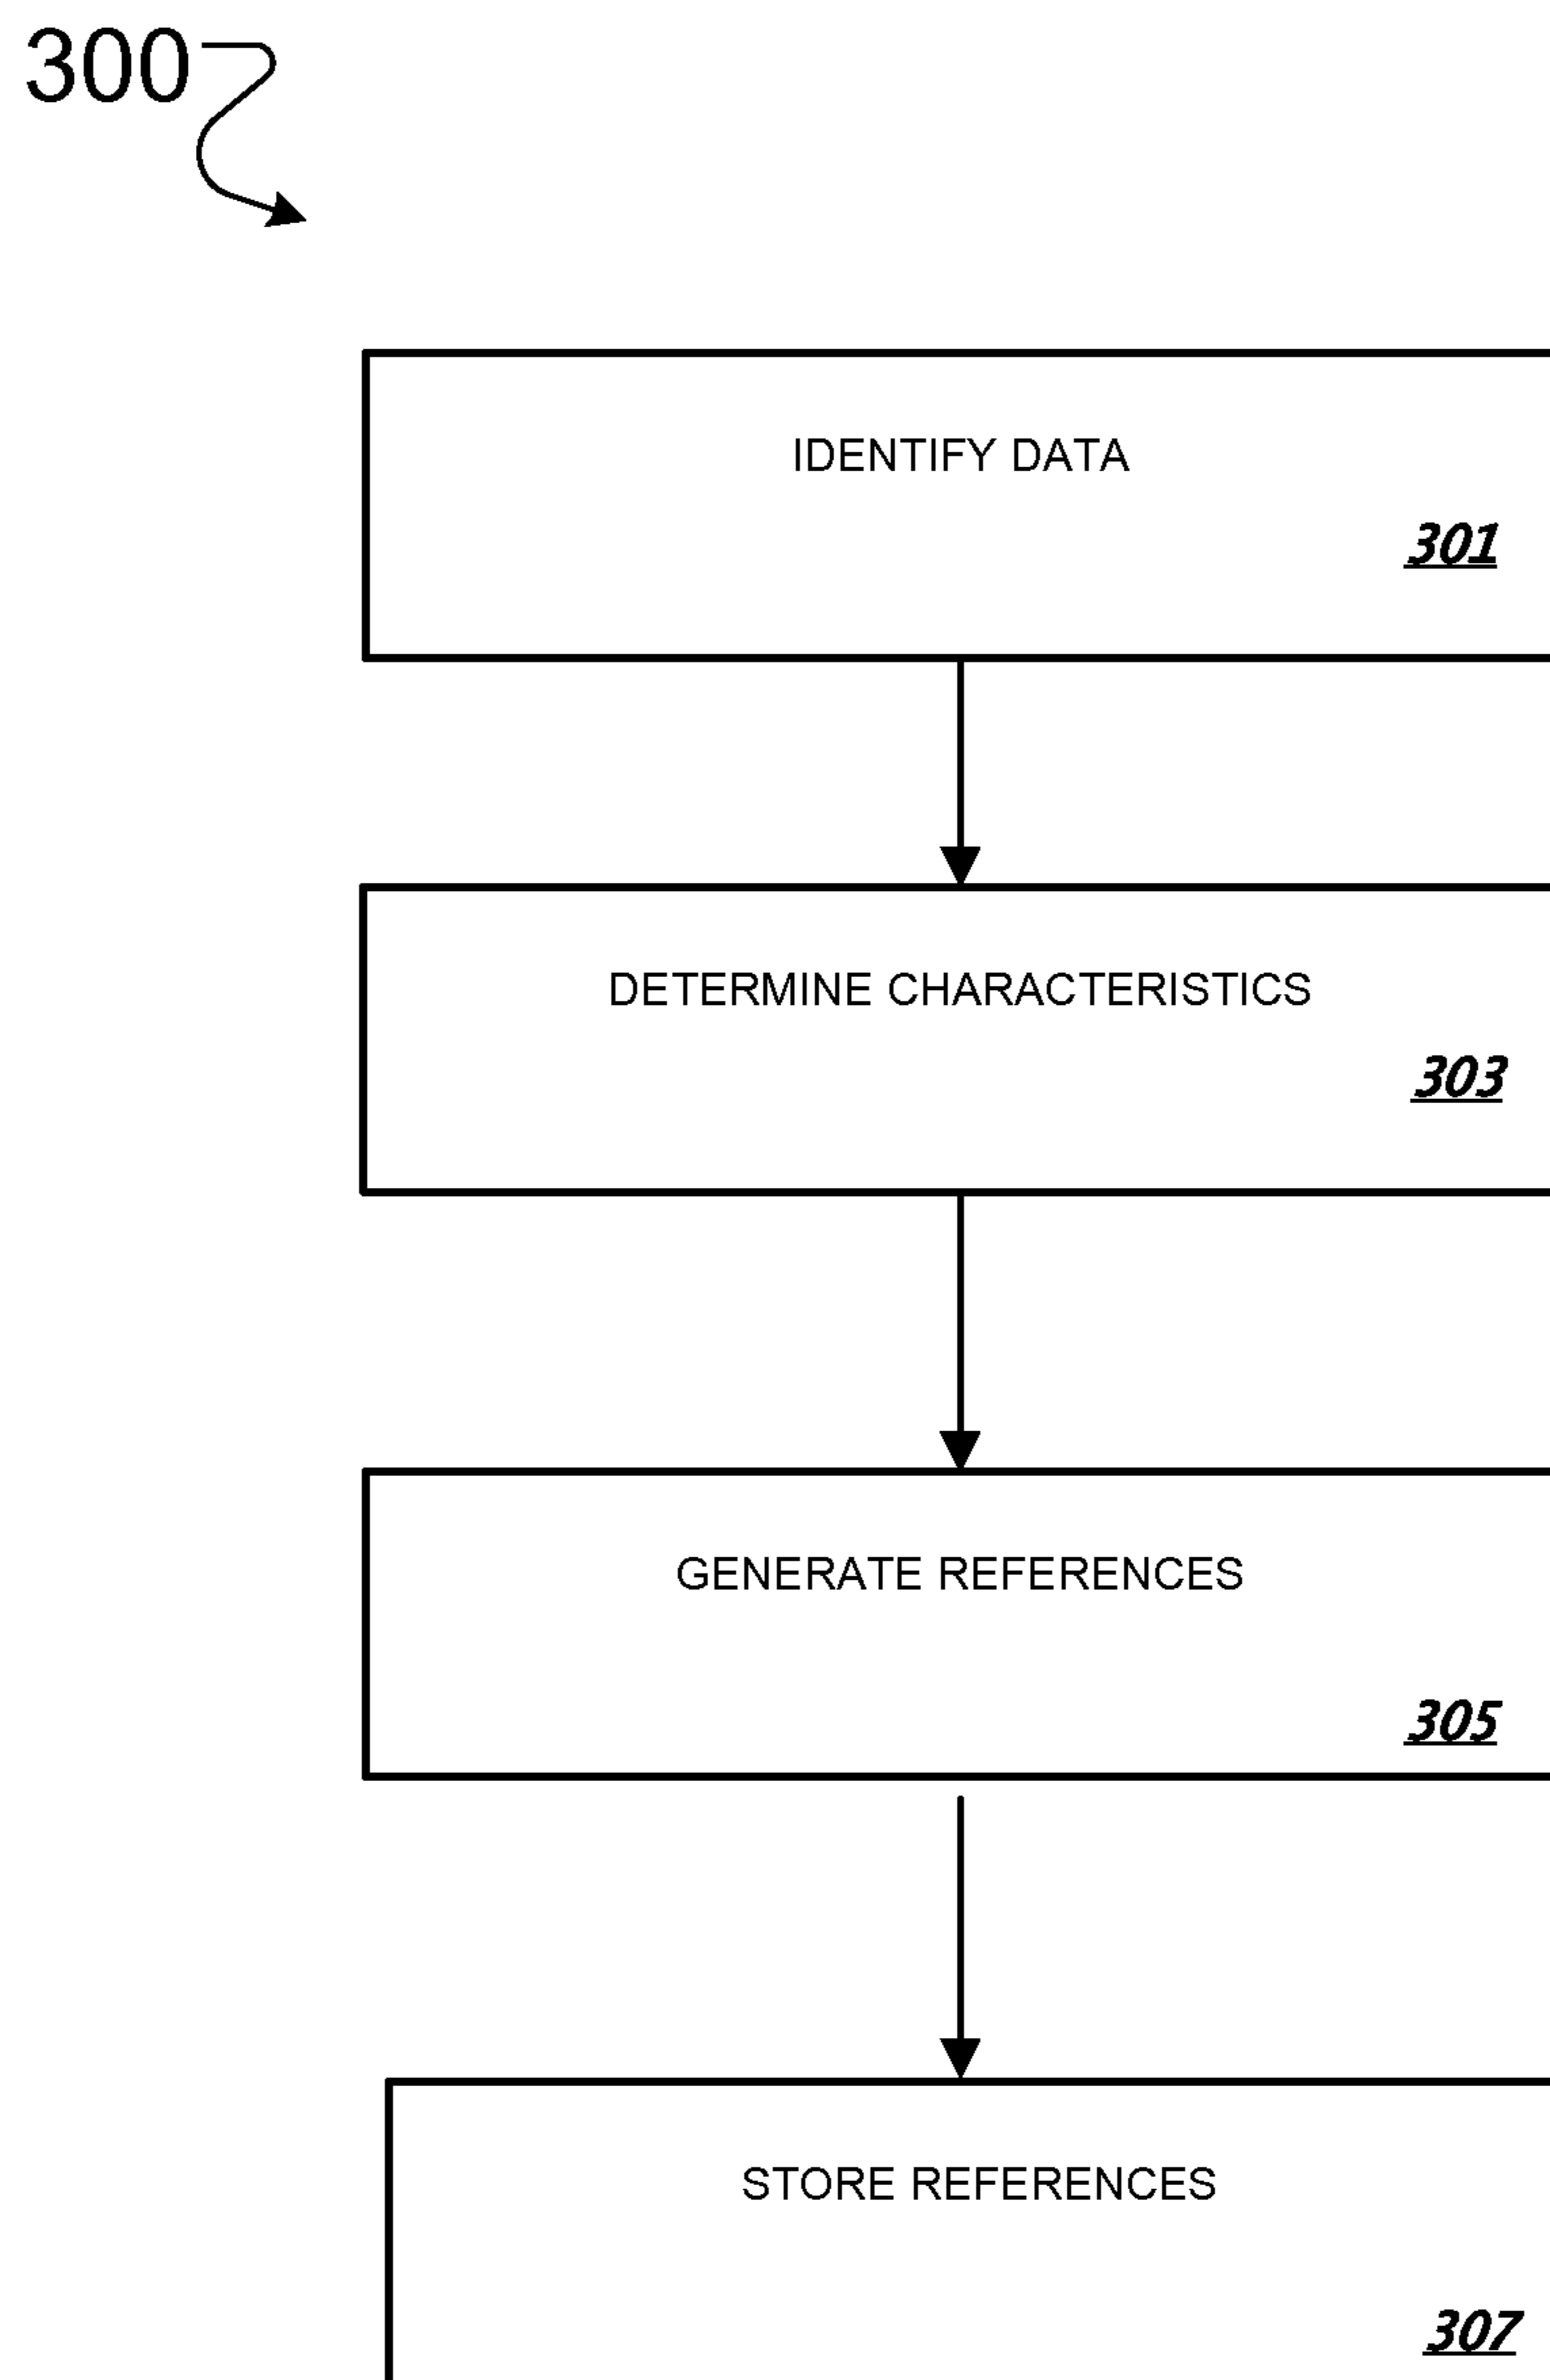 300
IDENTIFY DATA
301
DETERMINE CHARACTERISTICS
303
GENERATE REFERENCES
305
STORE REFERENCES
307